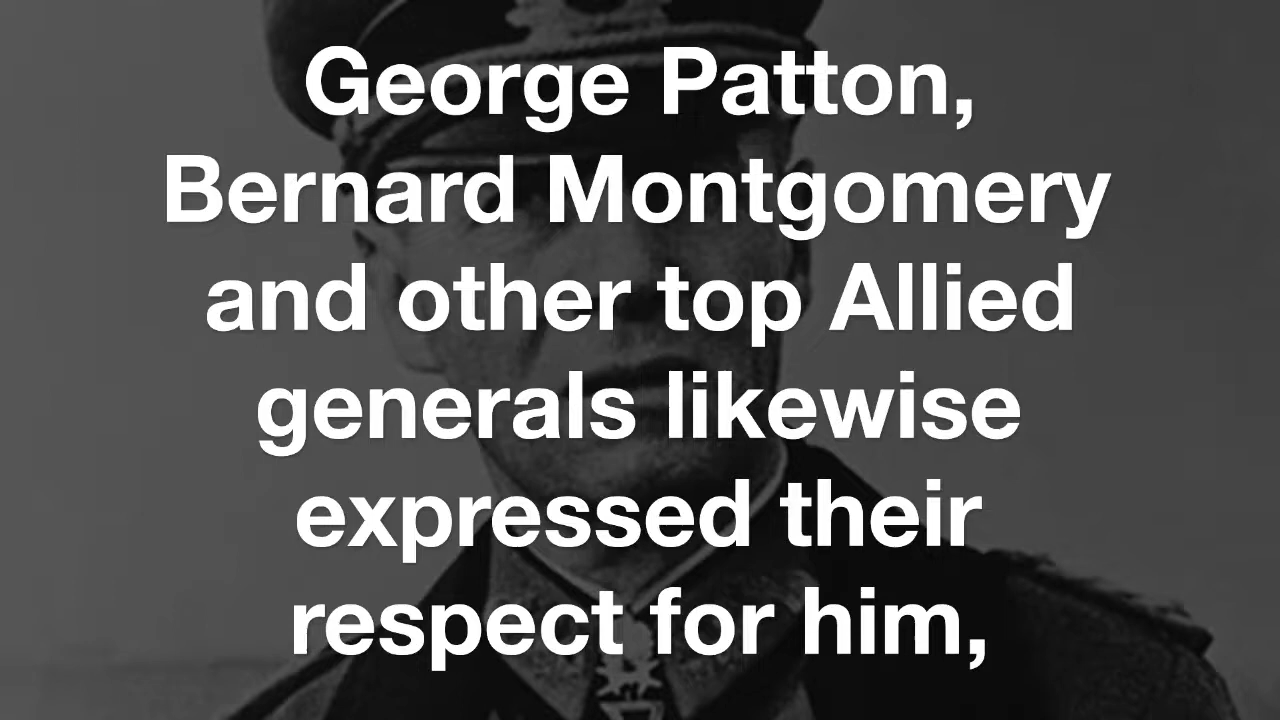 George Patton,
Bernard Montgomery
and other top Allied
generals likewise
expressed their
respect for him,